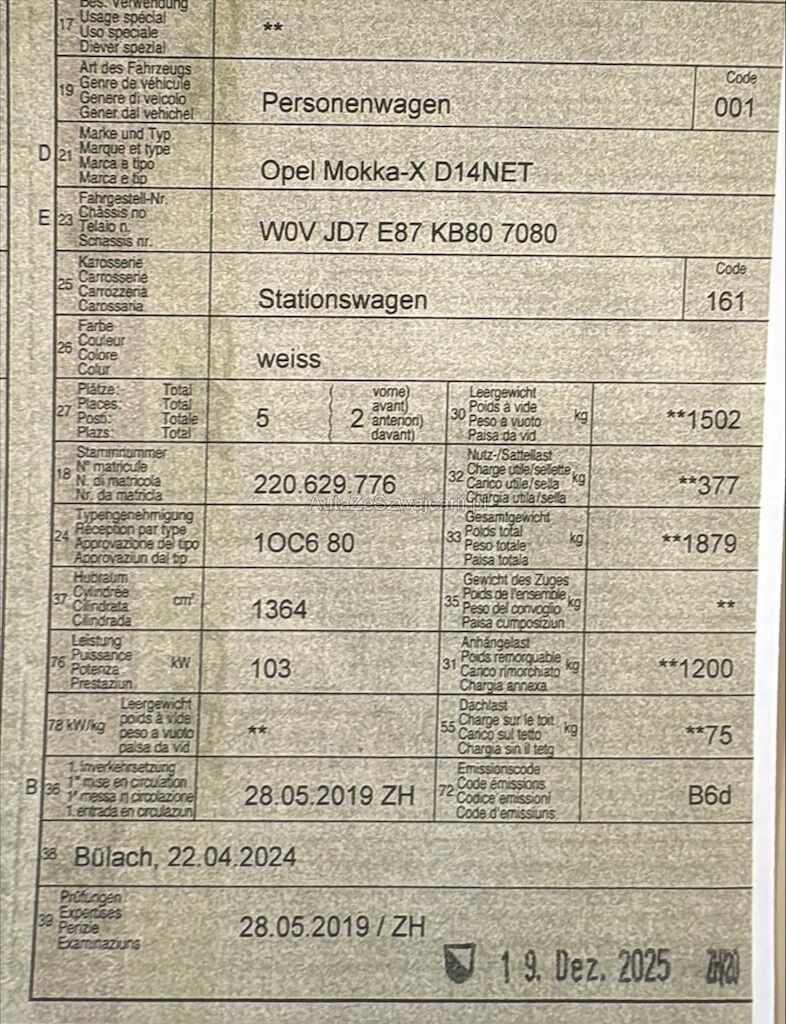 Bes. Verwendung
17 Usage spécial
Uso speciale
Diever spezial
**
Art des Fahrzeugs
19 Genre de véhicule
Genere di veicolo
Gener dal vehichel
Personenwagen
Code
001
Marke und Typ
D 21 Marque et type
Marca e tipo
Marca e tip
Opel Mokka-X D14NET
Fahrgestell-Nr.
E 23 Châssis no
Telaio n.
Schassis nr.
W0V JD7 E87 KB80 7080
Karosserie
25 Carrosserie
Carrozzeria
Carossaria
Stationswagen
Code
161
Farbe
26 Couleur
Colore
Colur
weiss
Plätze: Total
27 Places: Total
Posti: Totale
Plazs: Total
5
( vorne)
( 2 avant)
( anteriori)
( davant)
Leergewicht
30 Poids à vide kg
Peso a vuoto
Paisa da vid
**1502
Stammnummer
18 N° matricule
N. di matricola
Nr. da matricla
220.629.776
Nutz-/Sattellast
32 Charge utile/sellette kg
Carico utile/sella
Chargia utila/sella
**377
AutaZeSzwajcarii.pl
Typengenehmigung
24 Réception par type
Approvazione del tipo
Approvaziun dal tip
1OC6 80
Gesamtgewicht
33 Poids total kg
Peso totale
Paisa totala
**1879
Hubraum
37 Cylindrée cm³
Cilindrata
Cilindrada
1364
Gewicht des Zuges
35 Poids de l'ensemble kg
Peso del convoglio
Paisa cumposiziun
**
Leistung
76 Puissance kW
Potenza
Prestaziun
103
Anhängelast
31 Poids remorquable kg
Carico rimorchiato
Chargia annexa
**1200
Leergewicht
78 kW/kg poids à vide
peso a vuoto
paisa da vid
**
Dachlast
55 Charge sur le toit kg
Carico sul tetto
Chargia sin il tetg
**75
1. Inverkehrsetzung
B 36 1re mise en circulation
1a messa in circolazione
1. entrada en circulaziun
28.05.2019 ZH
Emissionscode
72 Code émissions
Codice emissioni
Code d'emissiuns
B6d
38 Bülach, 22.04.2024
Prüfungen
39 Expertises
Perizie
Examinaziuns
28.05.2019 / ZH
19. Dez. 2025